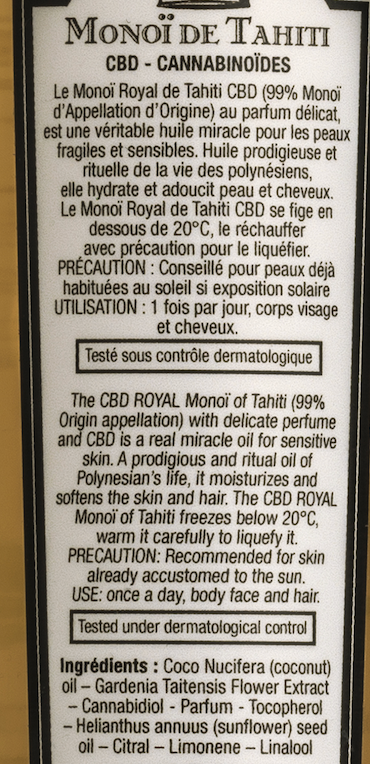 MONOÏ DE TAHITI
CBD - CANNABINOÏDES
Le Monoï Royal de Tahiti CBD (99% Monoï
d'Appellation d'Origine) au parfum délicat,
est une véritable huile miracle pour les peaux
fragiles et sensibles. Huile prodigieuse et
rituelle de la vie des polynésiens,
elle hydrate et adoucit peau et cheveux.
Le Monoï Royal de Tahiti CBD se fige en
dessous de 20°C, le réchauffer
avec précaution pour le liquéfier.
PRÉCAUTION : Conseillé pour peaux déjà
habituées au soleil si exposition solaire
UTILISATION : 1 fois par jour, corps visage
et cheveux.
Testé sous contrôle dermatologique
The CBD ROYAL Monoï of Tahiti (99%
Origin appellation) with delicate perfume
and CBD is a real miracle oil for sensitive
skin. A prodigious and ritual oil of
Polynesian's life, it moisturizes and
softens the skin and hair. The CBD ROYAL
Monoï of Tahiti freezes below 20°C,
warm it carefully to liquefy it.
PRECAUTION: Recommended for skin
already accustomed to the sun.
USE: once a day, body face and hair.
Tested under dermatological control
Ingrédients : Coco Nucifera (coconut)
oil – Gardenia Taitensis Flower Extract
– Cannabidiol - Parfum - Tocopherol
– Helianthus annuus (sunflower) seed
oil – Citral – Limonene – Linalool